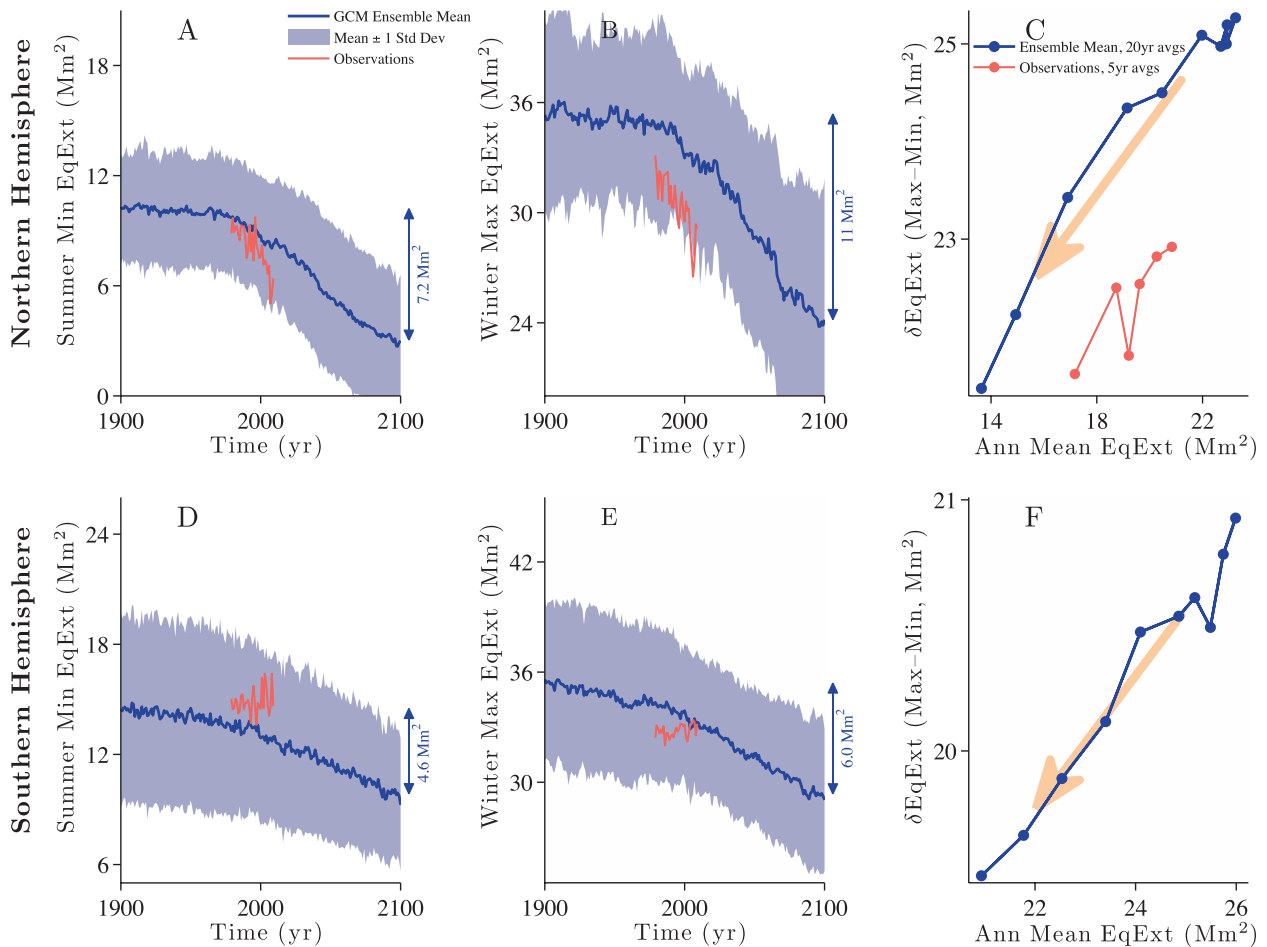 Northern Hemisphere
A
GCM Ensemble Mean
Mean ± 1 Std Dev
Observations
Summer Min EqExt (Mm²)
18
12
6
0
7.2 Mm²
1900
2000
2100
Time (yr)
B
Winter Max EqExt (Mm²)
36
30
24
11 Mm²
1900
2000
2100
Time (yr)
C
Ensemble Mean, 20yr avgs
Observations, 5yr avgs
δEqExt (Max–Min, Mm²)
25
23
14
18
22
Ann Mean EqExt (Mm²)
Southern Hemisphere
D
Summer Min EqExt (Mm²)
24
18
12
6
4.6 Mm²
1900
2000
2100
Time (yr)
E
Winter Max EqExt (Mm²)
42
36
30
6.0 Mm²
1900
2000
2100
Time (yr)
F
δEqExt (Max–Min, Mm²)
21
20
22
24
26
Ann Mean EqExt (Mm²)